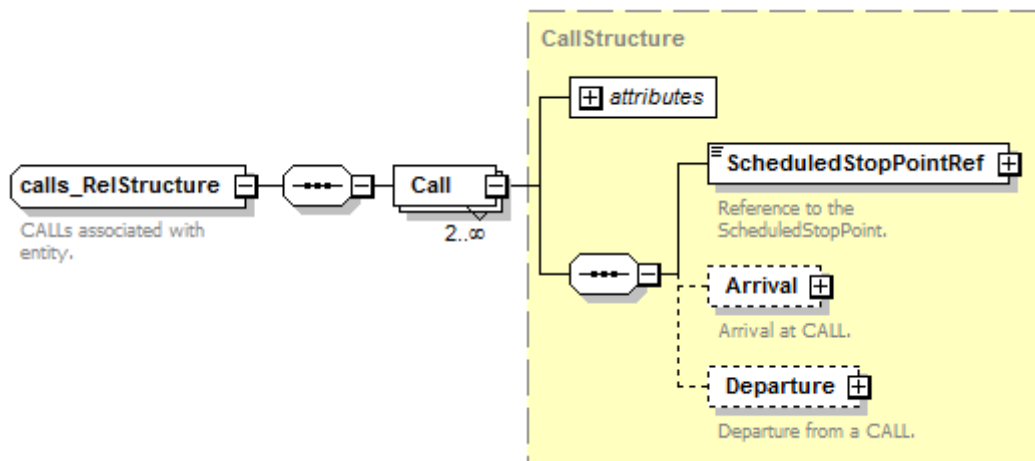 CallStructure
attributes
calls_RelStructure
CALLs associated with
entity.
Call
2..∞
ScheduledStopPointRef
Reference to the
ScheduledStopPoint.
Arrival
Arrival at CALL.
Departure
Departure from a CALL.